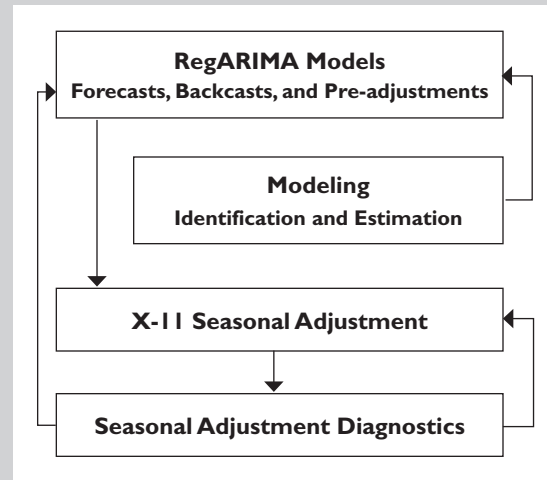 RegARIMA Models
Forecasts, Backcasts, and Pre-adjustments
Modeling
Identification and Estimation
X-11 Seasonal Adjustment
Seasonal Adjustment Diagnostics